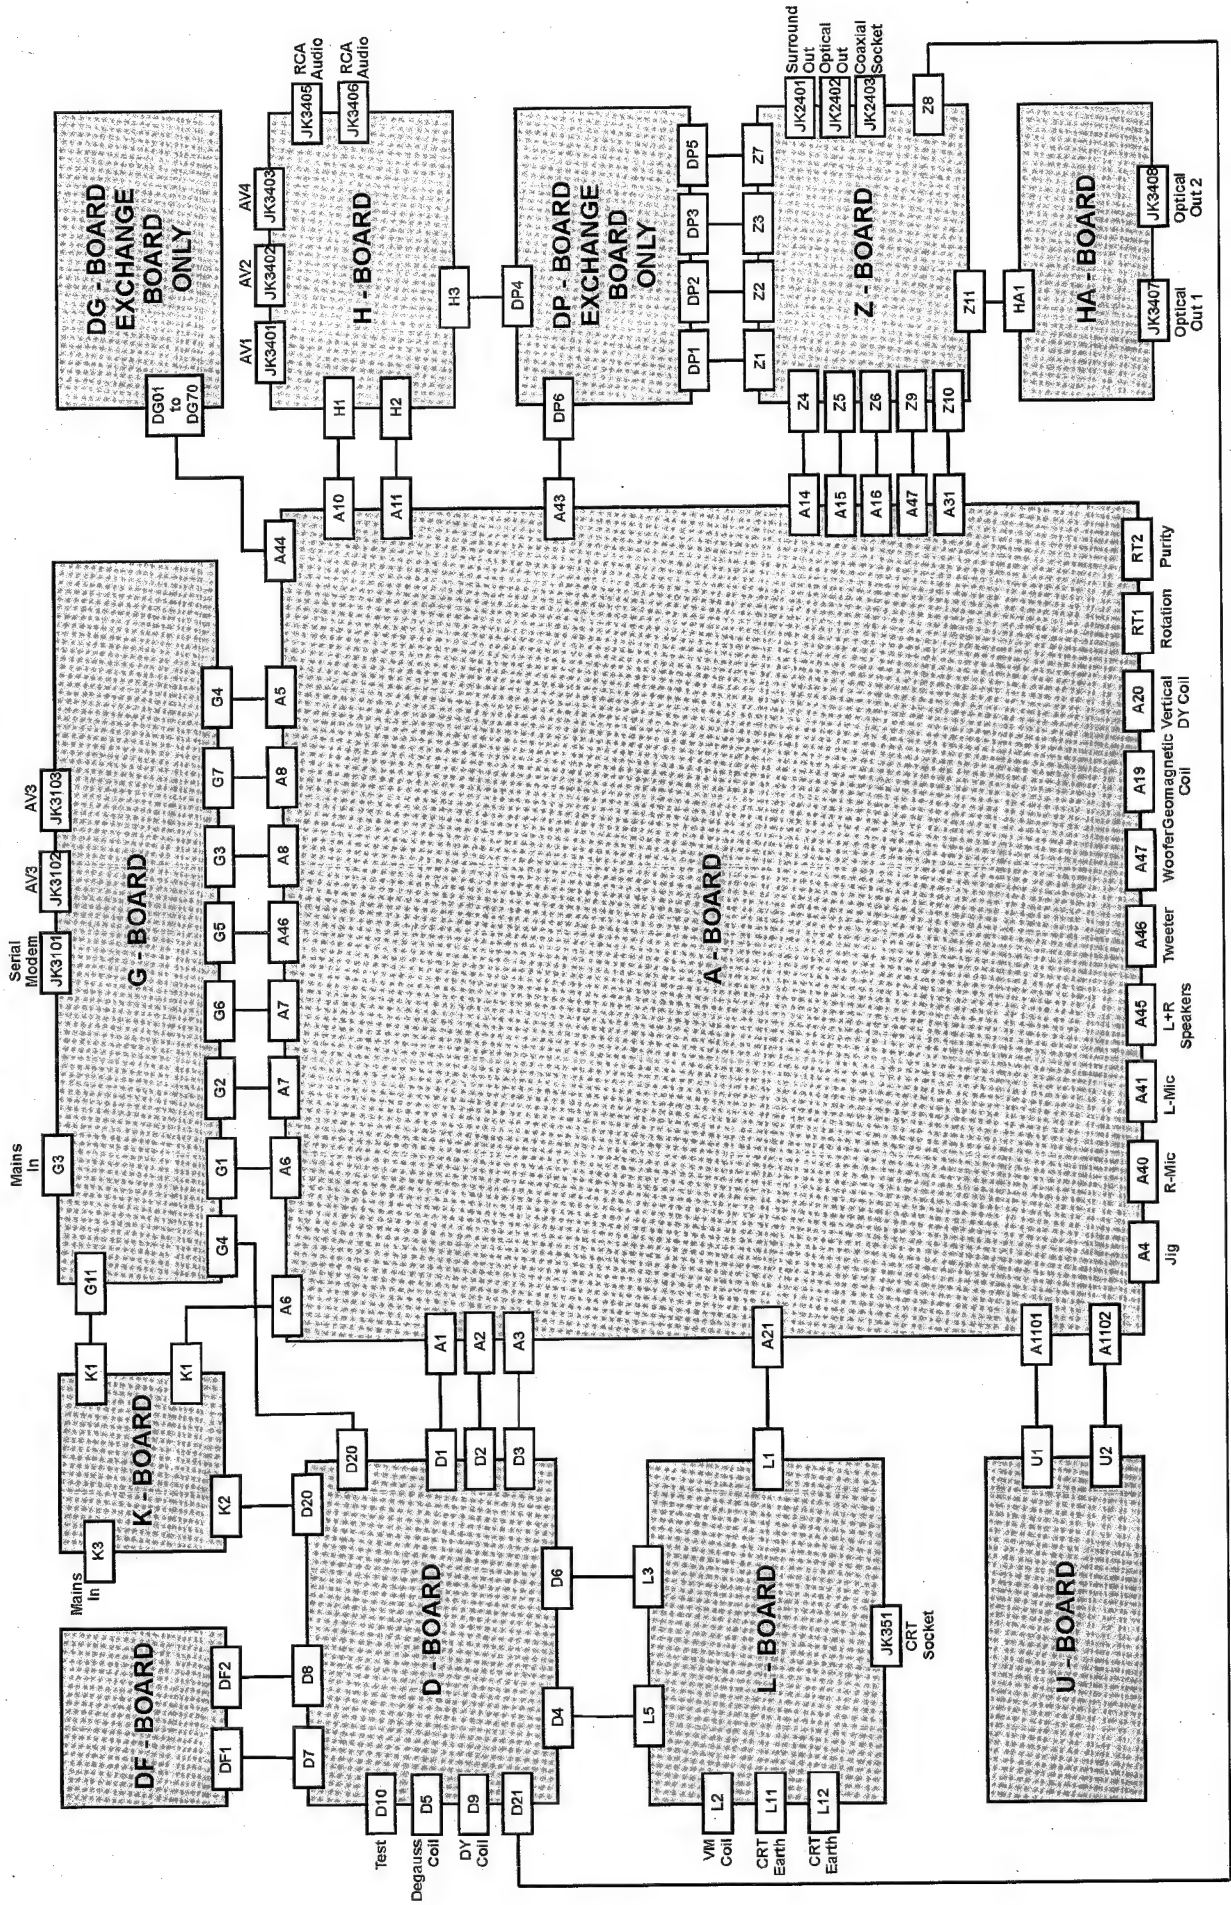 DF - BOARD
DF1
DF2
Mains
In
K3
K - BOARD
K1
K1
K2
Mains
In
G3
Serial
Modem
JK3101
AV3
JK3102
AV3
JK3103
G11
G - BOARD
G4
G1
G2
G6
G5
G3
G7
G4
DG - BOARD
EXCHANGE
BOARD
ONLY
DG01
to
DG70
D7
D8
D20
D20
Test
D10
Degauss
Coil
D5
DY
Coil
D9
D21
D - BOARD
D1
D2
D3
D4
D6
A6
A6
A7
A7
A46
A8
A8
A5
A44
A1
A2
A3
A21
A1101
A1102
A - BOARD
A10
A11
A43
A14
A15
A16
A47
A31
A4
Jig
A40
R-Mic
A41
L-Mic
A45
L+R
Speakers
A46
Tweeter
A47
Woofer
A19
Geomagnetic
Coil
A20
Vertical
DY Coil
RT1
Rotation
RT2
Purity
AV1
JK3401
AV2
JK3402
AV4
JK3403
H1
H2
H - BOARD
JK3405
RCA
Audio
JK3406
RCA
Audio
H3
DP4
DP6
DP - BOARD
EXCHANGE
BOARD
ONLY
DP1
DP2
DP3
DP5
Z1
Z2
Z3
Z7
Z4
Z5
Z6
Z9
Z10
Z - BOARD
JK2401
Surround
Out
JK2402
Optical
Out
JK2403
Coaxial
Socket
Z8
Z11
HA1
HA - BOARD
JK3407
Optical
Out 1
JK3408
Optical
Out 2
L5
L3
VM
Coil
L2
CRT
Earth
L11
CRT
Earth
L12
L - BOARD
L1
JK351
CRT
Socket
U - BOARD
U1
U2